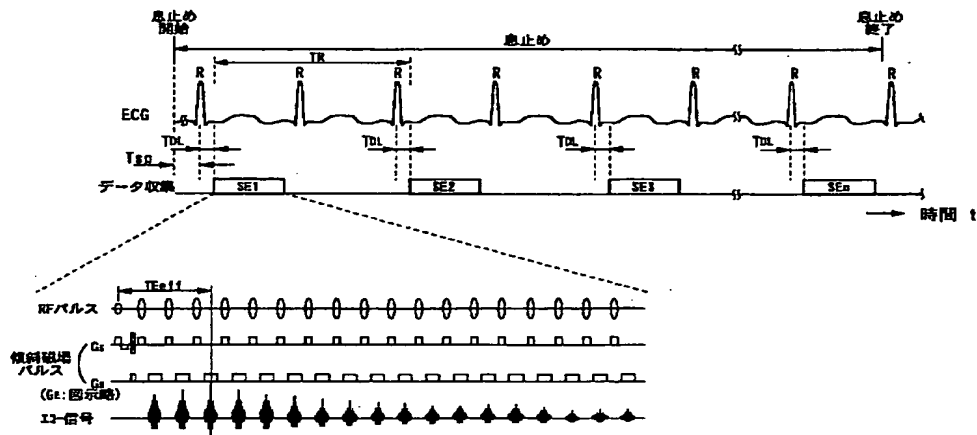 息止め
開始
息止め
終了
息止め
TR
R R R R R R R R
ECG
TDL TDL TDL TDL
データ収集
SE1 SE2 SE3 SEn
時間 t
TEeff
RFパルス
傾斜磁場
パルス
Gs
(GE:図示略)
エコー信号